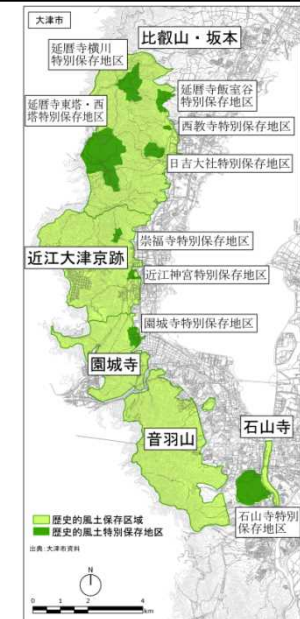 大津市
比叡山・坂本
延暦寺横川
特別保存地区
延暦寺飯室谷
特別保存地区
延暦寺東塔・西
塔特別保存地区
西教寺特別保存地区
日吉大社特別保存地区
崇福寺特別保存地区
近江大津京跡
近江神宮特別保存地区
園城寺特別保存地区
園城寺
石山寺
音羽山
石山寺特別
保存地区
歴史的風土保存区域
歴史的風土特別保存地区
出典:大津市資料
N
0 1 2 4
km